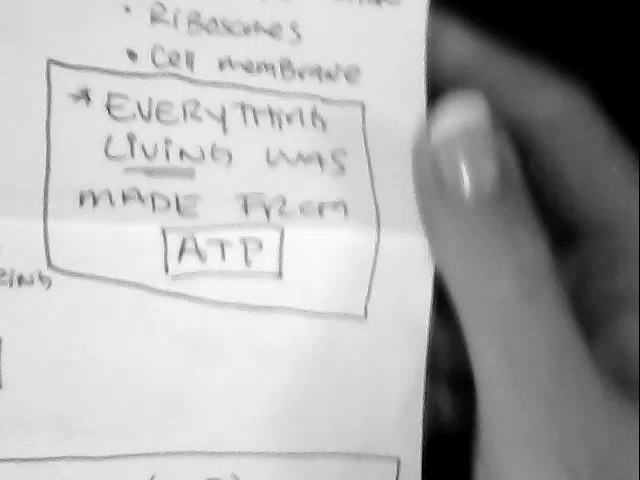 • Ribosomes
• Cell membrane
* EVERYTHING
LIVING WAS
MADE FROM
ATP